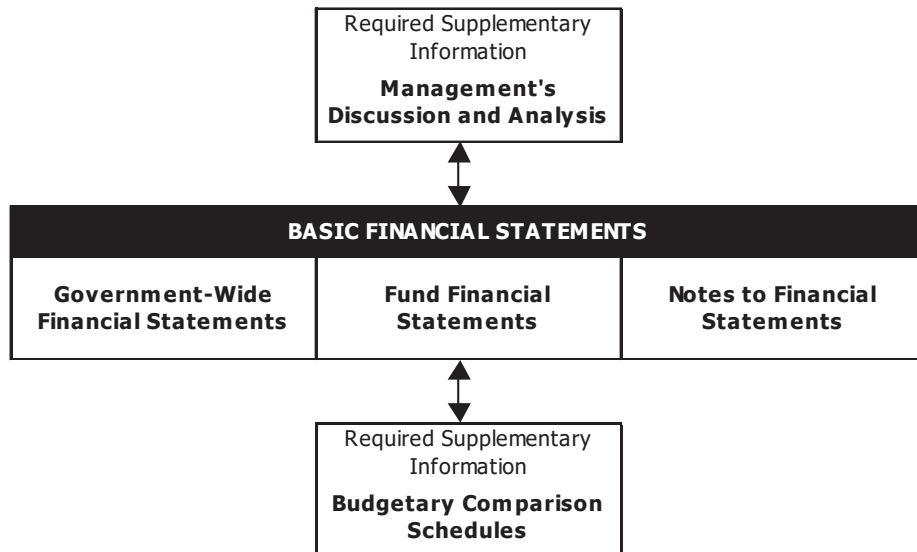 Required Supplementary
Information
Management's
Discussion and Analysis
BASIC FINANCIAL STATEMENTS
Government-Wide
Financial Statements
Fund Financial
Statements
Notes to Financial
Statements
Required Supplementary
Information
Budgetary Comparison
Schedules